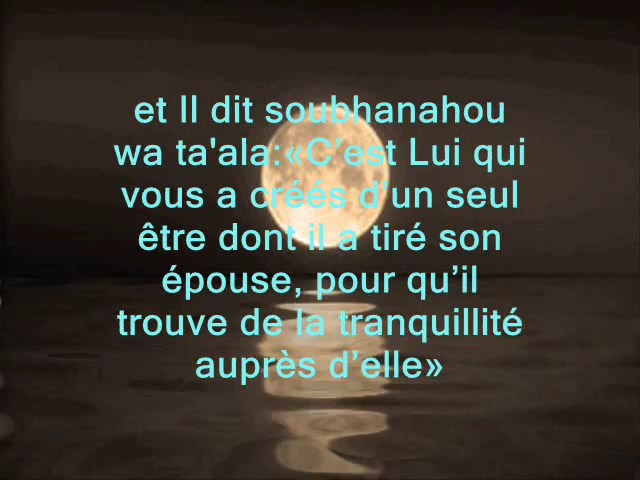 et Il dit soubhanahou
wa ta'ala:«C’est Lui qui
vous a créés d’un seul
être dont il a tiré son
épouse, pour qu’il
trouve de la tranquillité
auprès d’elle»